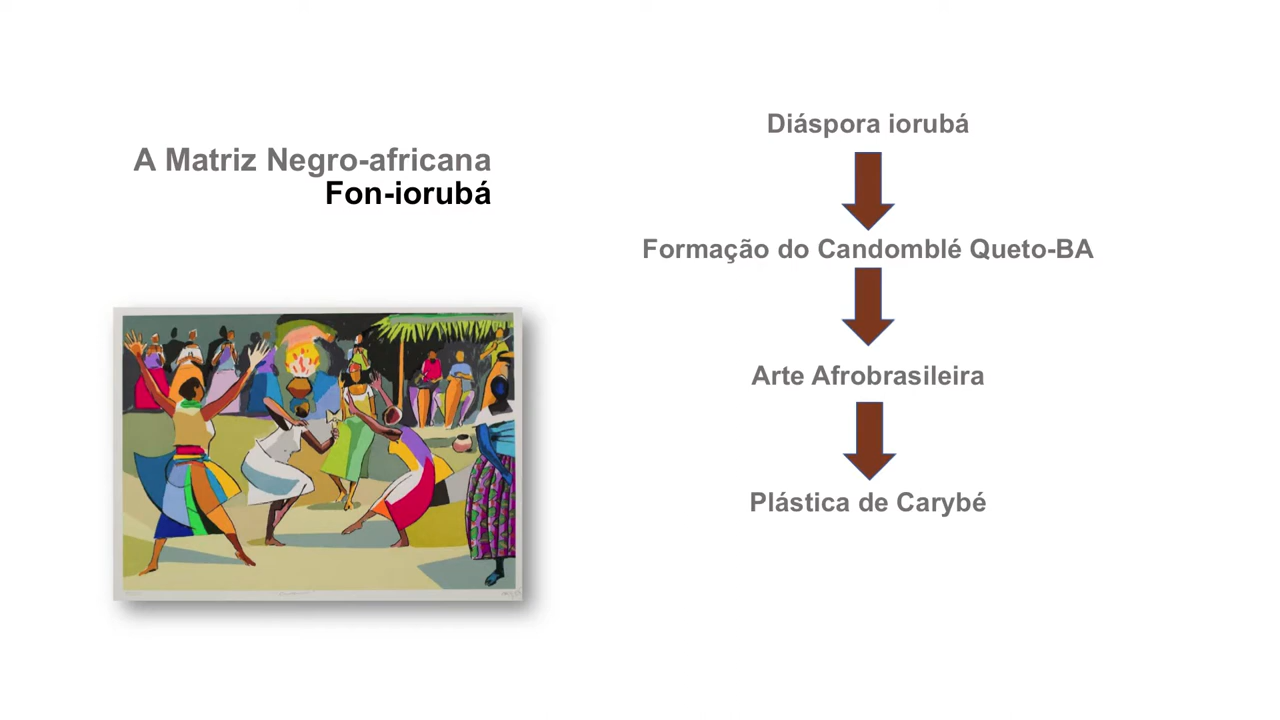 A Matriz Negro-africana
Fon-iorubá
Diáspora iorubá
Formação do Candomblé Queto-BA
Arte Afrobrasileira
Plástica de Carybé